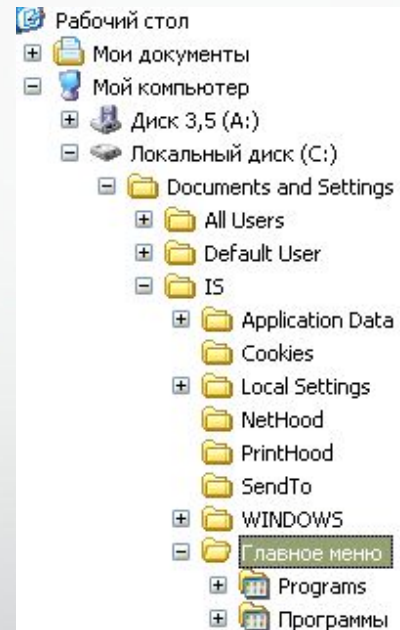 Рабочий стол
Мои документы
Мой компьютер
Диск 3,5 (A:)
Локальный диск (C:)
Documents and Settings
All Users
Default User
IS
Application Data
Cookies
Local Settings
NetHood
PrintHood
SendTo
WINDOWS
Главное меню
Programs
Программы